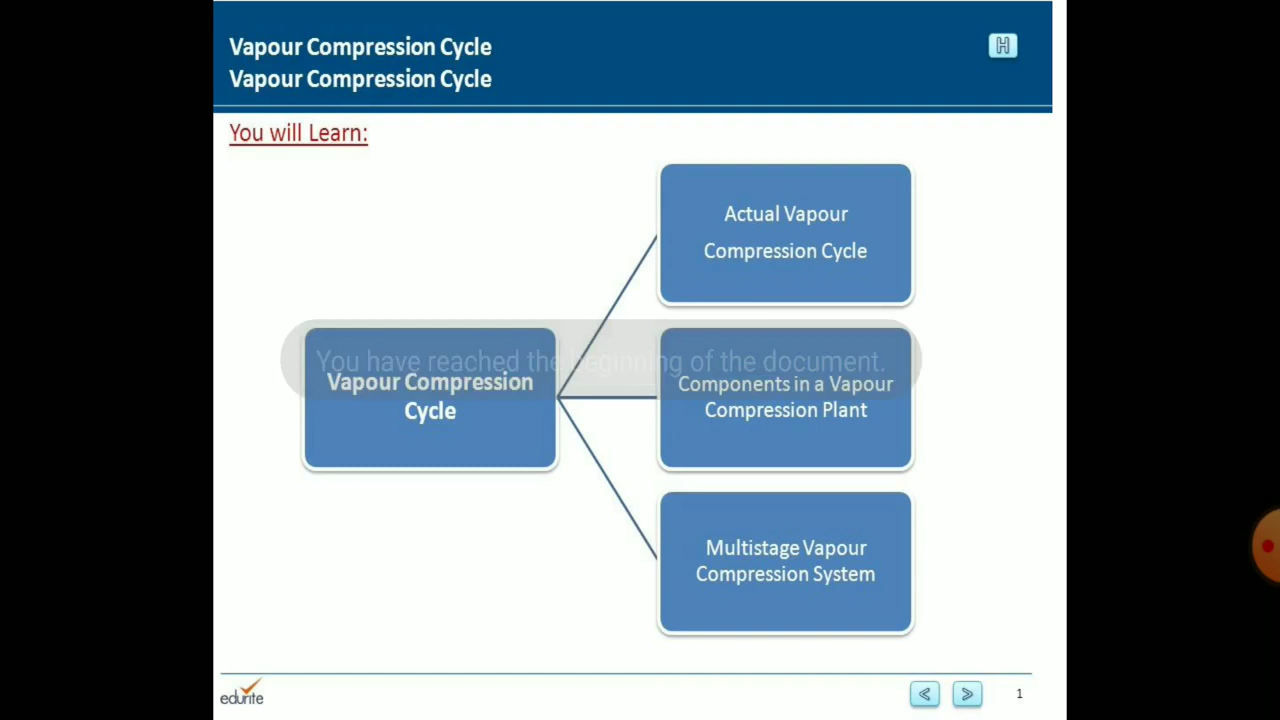 Vapour Compression Cycle
Vapour Compression Cycle
H
You will Learn:
Actual Vapour
Compression Cycle
You have reached the beginning of the document.
Vapour Compression
Cycle
Components in a Vapour
Compression Plant
Multistage Vapour
Compression System
edurite
< > 1